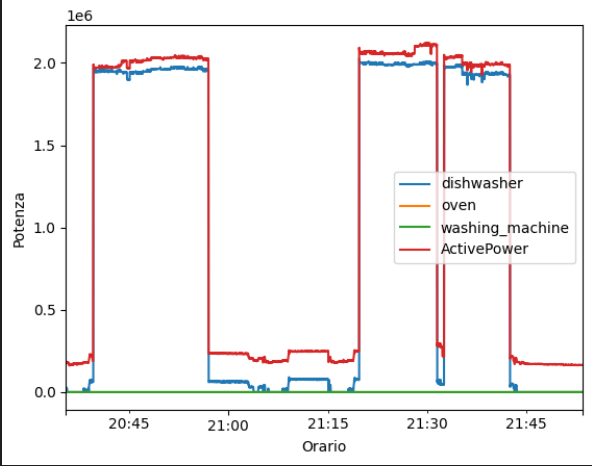 1e6
2.0
1.5
1.0
0.5
0.0
Potenza
dishwasher
oven
washing_machine
ActivePower
20:45 21:00 21:15 21:30 21:45
Orario